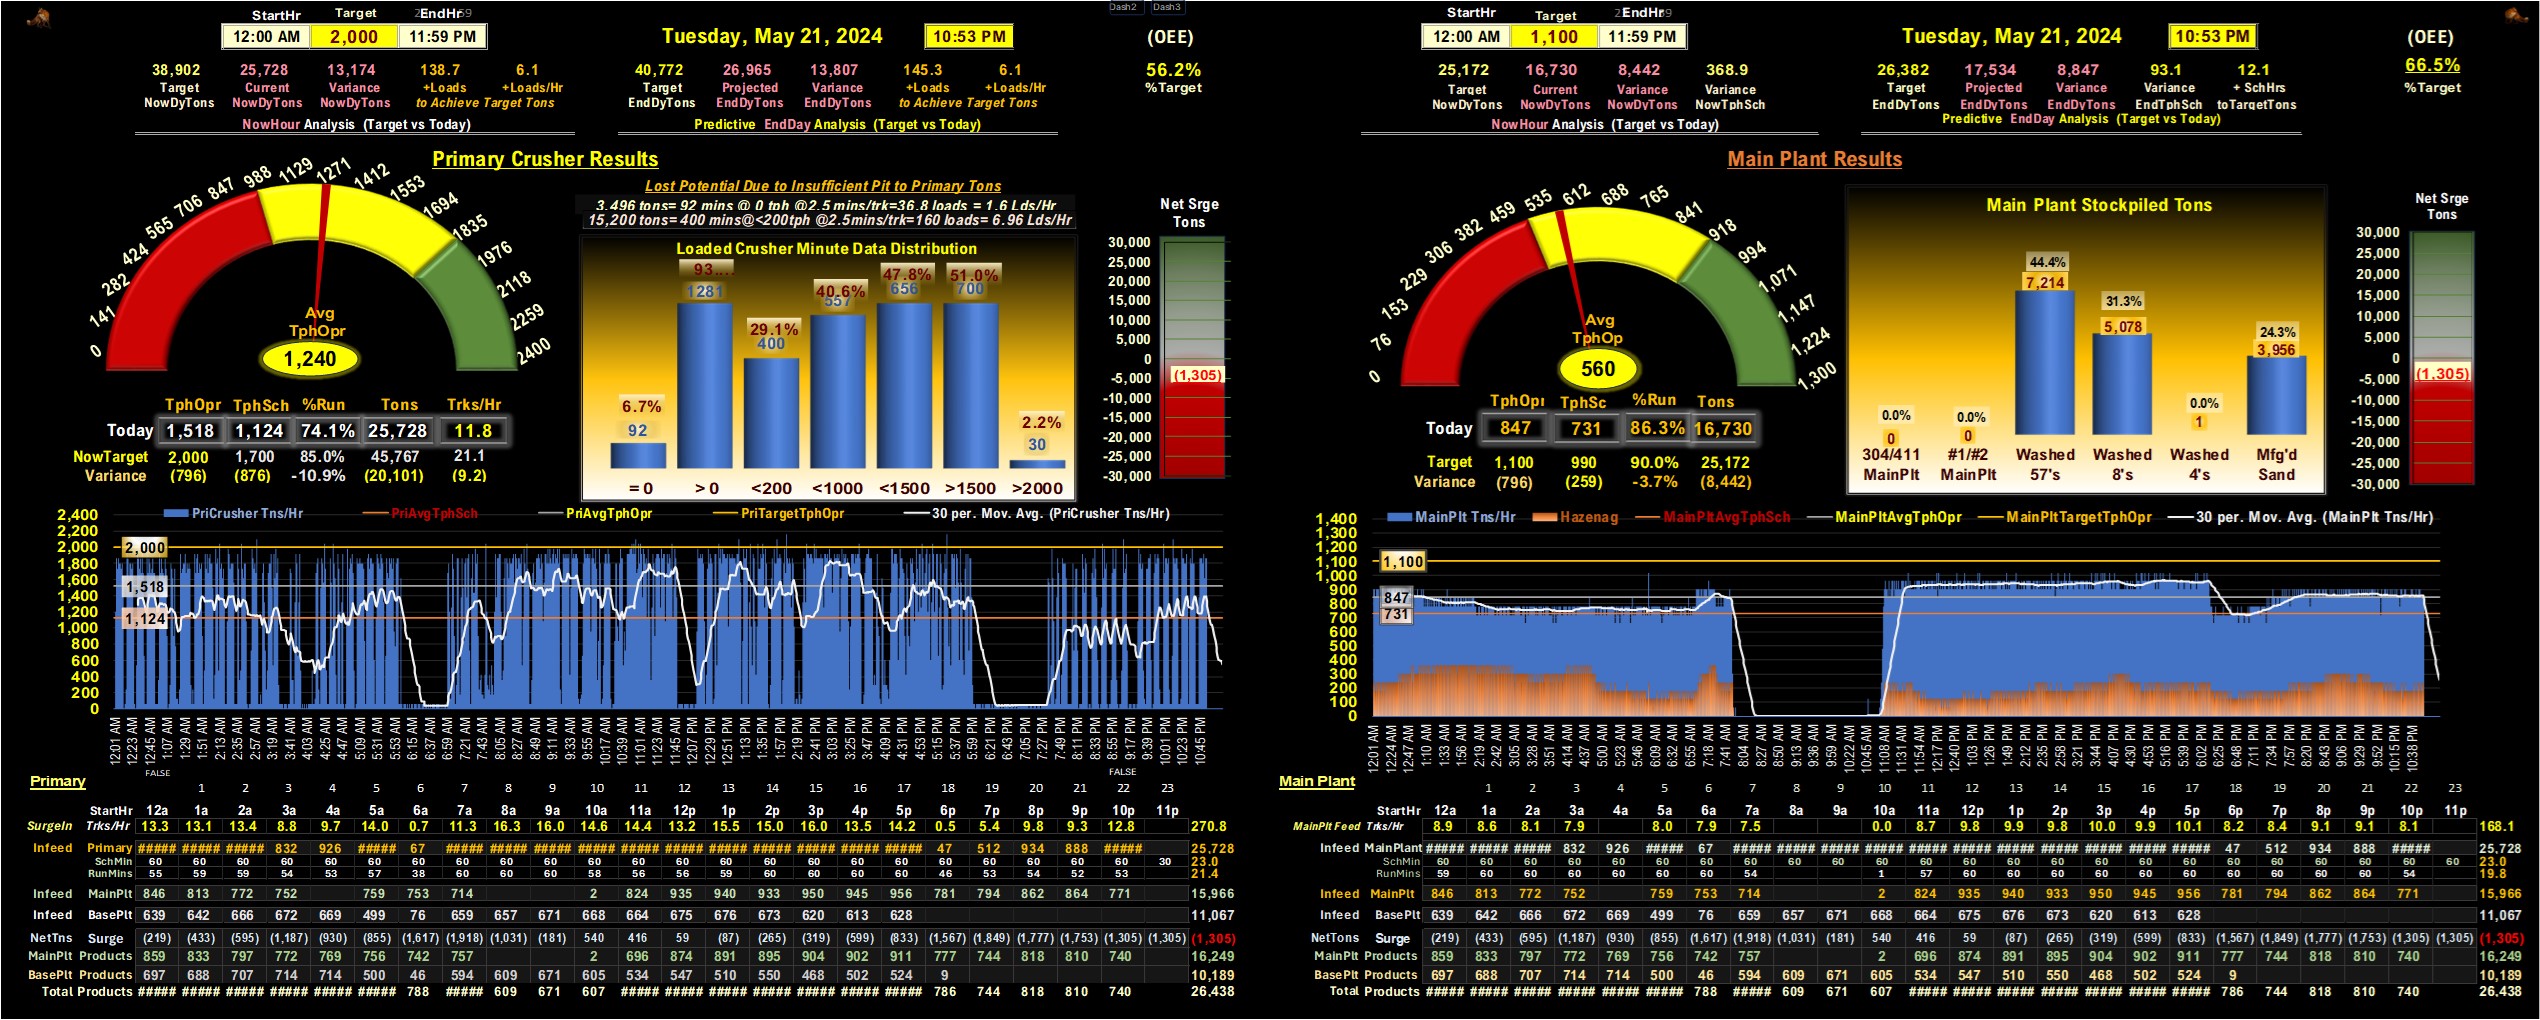 Dash2 Dash3
StartHr Target EndHr
12:00 AM 2,000 11:59 PM
Tuesday, May 21, 2024 10:53 PM
(OEE)
38,902 25,728 13,174 138.7 6.1
Target Current Variance +Loads +Loads/Hr
NowDyTons NowDyTons NowDyTons to Achieve Target Tons
NowHour Analysis (Target vs Today)
40,772 26,965 13,807 145.3 6.1
Target Projected Variance +Loads +Loads/Hr
EndDyTons EndDyTons EndDyTons to Achieve Target Tons
Predictive EndDay Analysis (Target vs Today)
56.2%
%Target
Primary Crusher Results
0 141 282 424 565 706 847 988 1129 1271 1412 1553 1694 1835 1976 2118 2259 2400
Avg
TphOpr
1,240
Lost Potential Due to Insufficient Pit to Primary Tons
3,496 tons= 92 mins @ 0 tph @2.5 mins/trk=36.8 loads = 1.6 Lds/Hr
15,200 tons= 400 mins@<200tph @2.5mins/trk=160 loads= 6.96 Lds/Hr
Loaded Crusher Minute Data Distribution
6.7% 93.... 29.1% 40.6% 47.8% 51.0% 2.2%
92 1281 400 557 656 700 30
= 0 > 0 <200 <1000 <1500 >1500 >2000
Net Srge
Tons
30,000
25,000
20,000
15,000
10,000
5,000
0
-5,000
-10,000
-15,000
-20,000
-25,000
-30,000
(1,305)
TphOpr TphSch %Run Tons Trks/Hr
Today 1,518 1,124 74.1% 25,728 11.8
NowTarget 2,000 1,700 85.0% 45,767 21.1
Variance (796) (876) -10.9% (20,101) (9.2)
PriCrusher Tns/Hr PriAvgTphSch PriAvgTphOpr PriTargetTphOpr 30 per. Mov. Avg. (PriCrusher Tns/Hr)
2,400
2,200
2,000
1,800
1,600
1,400
1,200
1,000
800
600
400
200
0
2,000
1,518
1,124
12:01 AM 12:23 AM 12:45 AM 1:07 AM 1:29 AM 1:51 AM 2:13 AM 2:35 AM 2:57 AM 3:19 AM 3:41 AM 4:03 AM 4:25 AM 4:47 AM 5:09 AM 5:31 AM 5:53 AM 6:15 AM 6:37 AM 6:59 AM 7:21 AM 7:43 AM 8:05 AM 8:27 AM 8:49 AM 9:11 AM 9:33 AM 9:55 AM 10:17 AM 10:39 AM 11:01 AM 11:23 AM 11:45 AM 12:07 PM 12:29 PM 12:51 PM 1:13 PM 1:35 PM 1:57 PM 2:19 PM 2:41 PM 3:03 PM 3:25 PM 3:47 PM 4:09 PM 4:31 PM 4:53 PM 5:15 PM 5:37 PM 5:59 PM 6:21 PM 6:43 PM 7:05 PM 7:27 PM 7:49 PM 8:11 PM 8:33 PM 8:55 PM 9:17 PM 9:39 PM 10:01 PM 10:23 PM 10:45 PM
FALSE FALSE
Primary
1 2 3 4 5 6 7 8 9 10 11 12 13 14 15 16 17 18 19 20 21 22 23
StartHr 12a 1a 2a 3a 4a 5a 6a 7a 8a 9a 10a 11a 12p 1p 2p 3p 4p 5p 6p 7p 8p 9p 10p 11p
SurgeIn Trks/Hr 13.3 13.1 13.4 8.8 9.7 14.0 0.7 11.3 16.3 16.0 14.6 14.4 13.2 15.5 15.0 16.0 13.5 14.2 0.5 5.4 9.8 9.3 12.8 270.8
Infeed Primary ##### ##### ##### 832 926 ##### 67 ##### ##### ##### ##### ##### ##### ##### ##### ##### ##### ##### 47 512 934 888 ##### 25,728
SchMin 60 60 60 60 60 60 60 60 60 60 60 60 60 60 60 60 60 60 60 60 60 60 60 30 23.0
RunMins 55 59 59 54 53 57 38 60 60 60 58 56 56 59 60 60 60 60 46 53 54 52 53 21.4
Infeed MainPlt 846 813 772 752 759 753 714 2 824 935 940 933 950 945 956 781 794 862 864 771 15,966
Infeed BasePlt 639 642 666 672 669 499 76 659 657 671 668 664 675 676 673 620 613 628 11,067
NetTns Surge (219) (433) (595) (1,187) (930) (855) (1,617) (1,918) (1,031) (181) 540 416 59 (87) (265) (319) (599) (833) (1,567) (1,849) (1,777) (1,753) (1,305) (1,305) (1,305)
MainPlt Products 859 833 797 772 769 756 742 757 2 696 874 891 895 904 902 911 777 744 818 810 740 16,249
BasePlt Products 697 688 707 714 714 500 46 594 609 671 605 534 547 510 550 468 502 524 9 10,189
Total Products ##### ##### ##### ##### ##### ##### 788 ##### 609 671 607 ##### ##### ##### ##### ##### ##### ##### 786 744 818 810 740 26,438
StartHr Target EndHr
12:00 AM 1,100 11:59 PM
Tuesday, May 21, 2024 10:53 PM
(OEE)
25,172 16,730 8,442 368.9
Target Current Variance Variance
NowDyTons NowDyTons NowDyTons NowTphSch
NowHour Analysis (Target vs Today)
26,382 17,534 8,847 93.1 12.1
Target Projected Variance Variance + SchHrs
EndDyTons EndDyTons EndDyTons EndTphSch toTargetTons
Predictive EndDay Analysis (Target vs Today)
66.5%
%Target
Main Plant Results
0 76 153 229 306 382 459 535 612 688 765 841 918 994 1,071 1,147 1,224 1,300
Avg
TphOp
560
Main Plant Stockpiled Tons
0.0% 0.0% 44.4% 31.3% 0.0% 24.3%
0 0 7,214 5,078 1 3,956
304/411 #1/#2 Washed Washed Washed Mfg'd
MainPlt MainPlt 57's 8's 4's Sand
Net Srge
Tons
30,000
25,000
20,000
15,000
10,000
5,000
0
-5,000
-10,000
-15,000
-20,000
-25,000
-30,000
(1,305)
TphOpr TphSc %Run Tons
Today 847 731 86.3% 16,730
Target 1,100 990 90.0% 25,172
Variance (796) (259) -3.7% (8,442)
MainPlt Tns/Hr Hazenag MainPltAvgTphSch MainPltAvgTphOpr MainPltTargetTphOpr 30 per. Mov. Avg. (MainPlt Tns/Hr)
1,400
1,300
1,200
1,100
1,000
900
800
700
600
500
400
300
200
100
0
1,100
847
731
12:01 AM 12:24 AM 12:47 AM 1:10 AM 1:33 AM 1:56 AM 2:19 AM 2:42 AM 3:05 AM 3:28 AM 3:51 AM 4:14 AM 4:37 AM 5:00 AM 5:23 AM 5:46 AM 6:09 AM 6:32 AM 6:55 AM 7:18 AM 7:41 AM 8:04 AM 8:27 AM 8:50 AM 9:13 AM 9:36 AM 9:59 AM 10:22 AM 10:45 AM 11:08 AM 11:31 AM 11:54 AM 12:17 PM 12:40 PM 1:03 PM 1:26 PM 1:49 PM 2:12 PM 2:35 PM 2:58 PM 3:21 PM 3:44 PM 4:07 PM 4:30 PM 4:53 PM 5:16 PM 5:39 PM 6:02 PM 6:25 PM 6:48 PM 7:11 PM 7:34 PM 7:57 PM 8:20 PM 8:43 PM 9:06 PM 9:29 PM 9:52 PM 10:15 PM 10:38 PM
Main Plant
1 2 3 4 5 6 7 8 9 10 11 12 13 14 15 16 17 18 19 20 21 22 23
StartHr 12a 1a 2a 3a 4a 5a 6a 7a 8a 9a 10a 11a 12p 1p 2p 3p 4p 5p 6p 7p 8p 9p 10p 11p
MainPlt Feed Trks/Hr 8.9 8.6 8.1 7.9 8.0 7.9 7.5 0.0 8.7 9.8 9.9 9.8 10.0 9.9 10.1 8.2 8.4 9.1 9.1 8.1 168.1
Infeed MainPlant ##### ##### ##### 832 926 ##### 67 ##### ##### ##### ##### ##### ##### ##### ##### ##### ##### ##### 47 512 934 888 ##### 25,728
SchMin 60 60 60 60 60 60 60 60 60 60 60 60 60 60 60 60 60 60 60 60 60 60 60 60 23.0
RunMins 59 60 60 60 60 60 54 1 57 60 60 60 60 60 60 60 60 60 60 54 19.8
Infeed MainPlt 846 813 772 752 759 753 714 2 824 935 940 933 950 945 956 781 794 862 864 771 15,966
Infeed BasePlt 639 642 666 672 669 499 76 659 657 671 668 664 675 676 673 620 613 628 11,067
NetTons Surge (219) (433) (595) (1,187) (930) (855) (1,617) (1,918) (1,031) (181) 540 416 59 (87) (265) (319) (599) (833) (1,567) (1,849) (1,777) (1,753) (1,305) (1,305) (1,305)
MainPlt Products 859 833 797 772 769 756 742 757 2 696 874 891 895 904 902 911 777 744 818 810 740 16,249
BasePlt Products 697 688 707 714 714 500 46 594 609 671 605 534 547 510 550 468 502 524 9 10,189
Total Products ##### ##### ##### ##### ##### ##### 788 ##### 609 671 607 ##### ##### ##### ##### ##### ##### ##### 786 744 818 810 740 26,438